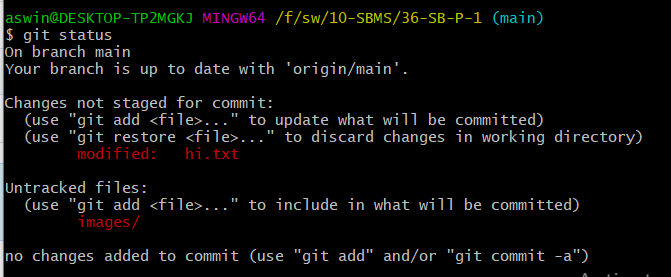 aswin@DESKTOP-TP2MGKJ MINGW64 /f/sw/10-SBMS/36-SB-P-1 (main)
$ git status
On branch main
Your branch is up to date with 'origin/main'.
Changes not staged for commit:
(use "git add <file>..." to update what will be committed)
(use "git restore <file>..." to discard changes in working directory)
modified: hi.txt
Untracked files:
(use "git add <file>..." to include in what will be committed)
images/
no changes added to commit (use "git add" and/or "git commit -a")